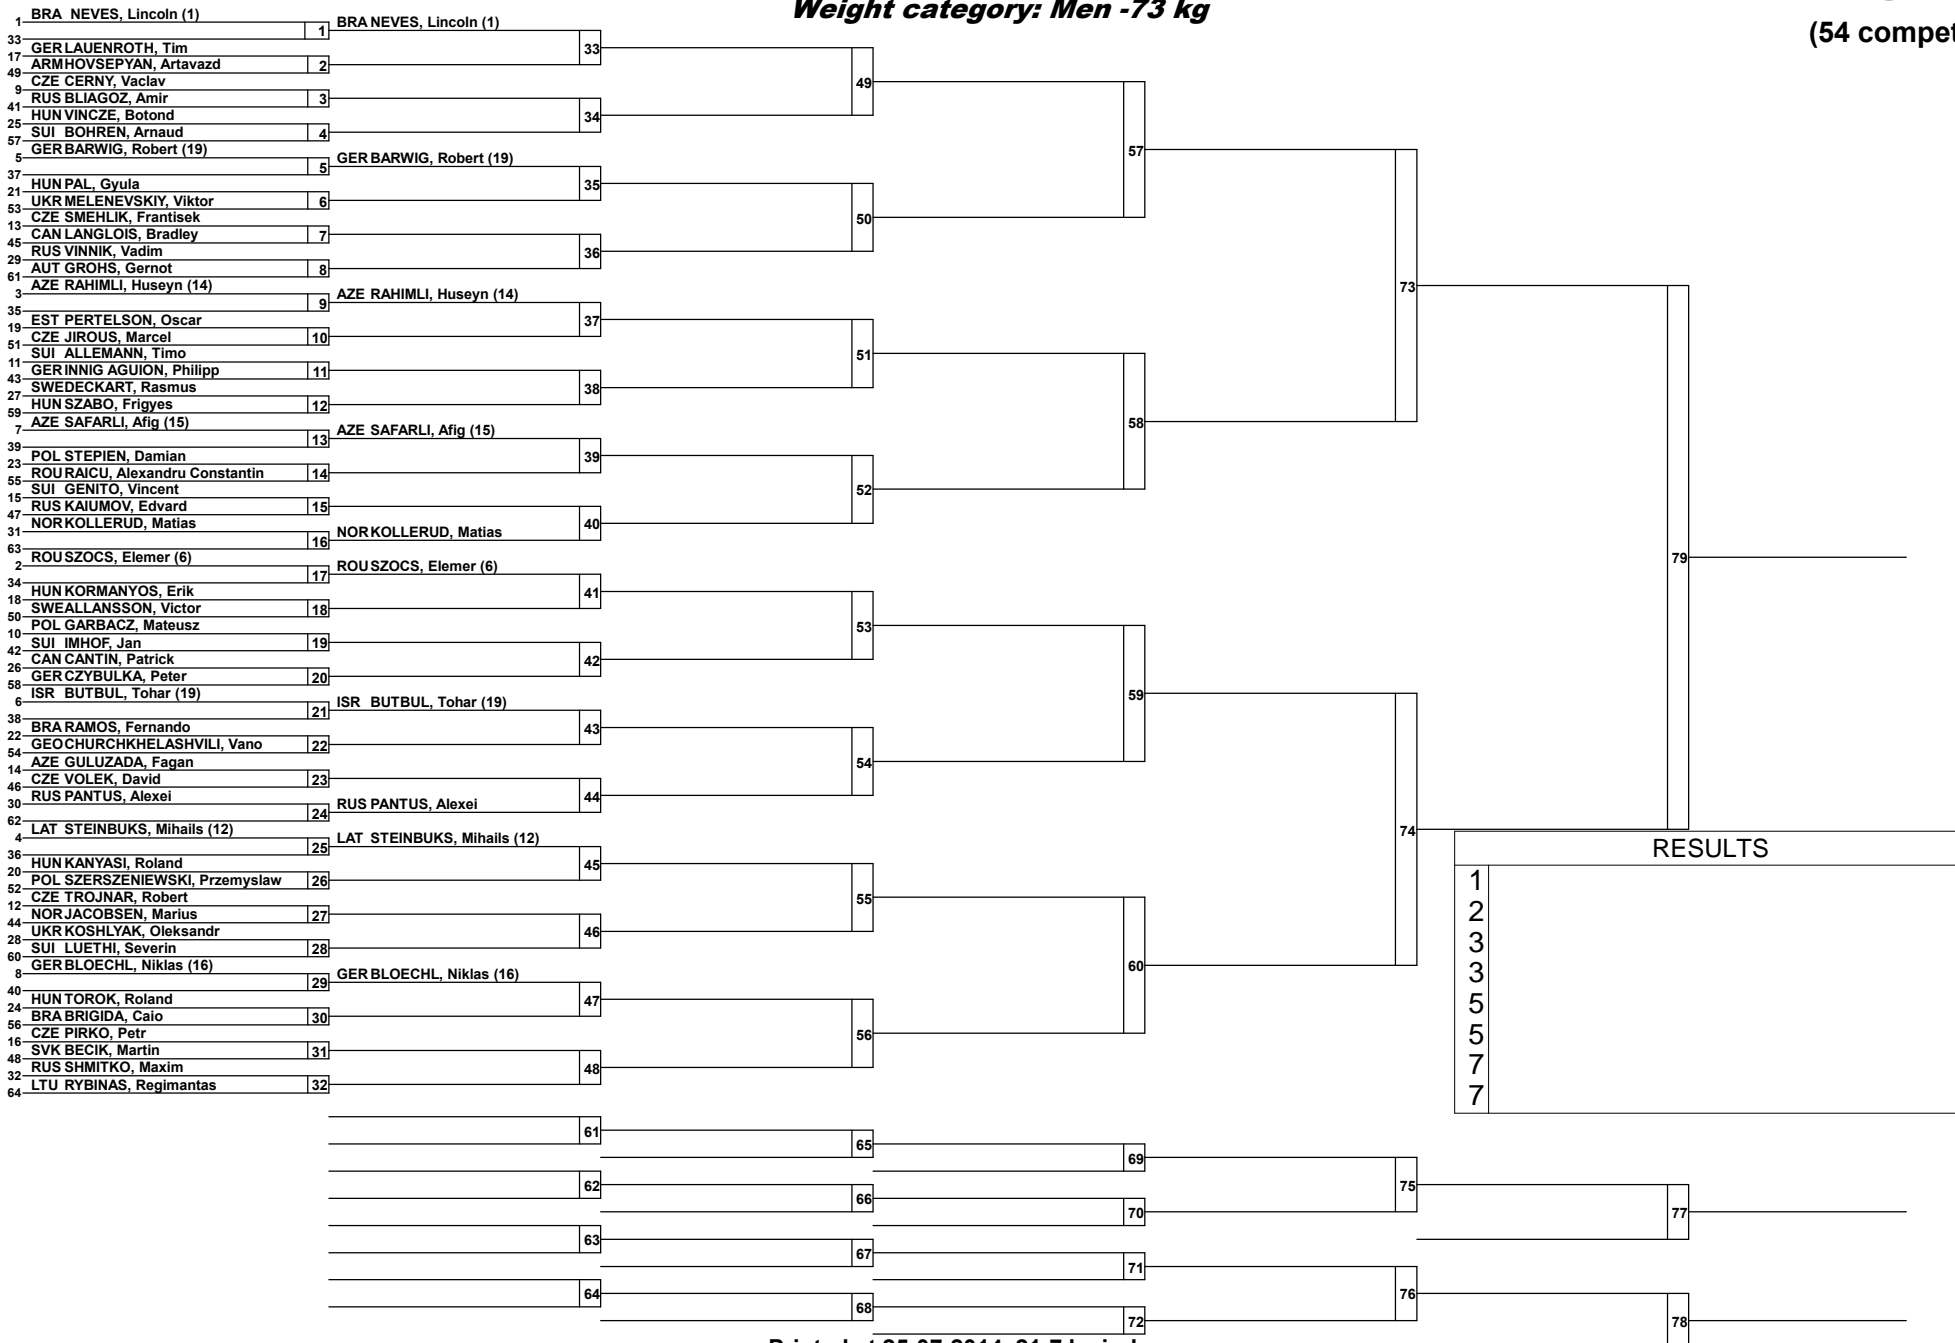 Weight category: Men -73 kg
(54 compet
1 BRA NEVES, Lincoln (1)
1 BRA NEVES, Lincoln (1)
33
33
17 GER LAUENROTH, Tim
49 ARM HOVSEPYAN, Artavazd 2
49
9 CZE CERNY, Vaclav
41 RUS BLIAGOZ, Amir 3
34
25 HUN VINCZE, Botond
57 SUI BOHREN, Arnaud 4
57
5 GER BARWIG, Robert (19)
5 GER BARWIG, Robert (19)
37
35
21 HUN PAL, Gyula
53 UKR MELENEVSKIY, Viktor 6
50
13 CZE SMEHLIK, Frantisek
45 CAN LANGLOIS, Bradley 7
36
29 RUS VINNIK, Vadim
61 AUT GROHS, Gernot 8
73
3 AZE RAHIMLI, Huseyn (14)
9 AZE RAHIMLI, Huseyn (14)
35
37
19 EST PERTELSON, Oscar
51 CZE JIROUS, Marcel 10
51
11 SUI ALLEMANN, Timo
43 GER INNIG AGUION, Philipp 11
38
27 SWE DECKART, Rasmus
59 HUN SZABO, Frigyes 12
58
7 AZE SAFARLI, Afig (15)
13 AZE SAFARLI, Afig (15)
39
39
23 POL STEPIEN, Damian
55 ROU RAICU, Alexandru Constantin 14
52
15 SUI GENITO, Vincent
47 RUS KAIUMOV, Edvard 15
40
31 NOR KOLLERUD, Matias
16 NOR KOLLERUD, Matias
63
79
2 ROU SZOCS, Elemer (6)
17 ROU SZOCS, Elemer (6)
34
41
18 HUN KORMANYOS, Erik
50 SWE ALLANSSON, Victor 18
53
10 POL GARBACZ, Mateusz
42 SUI IMHOF, Jan 19
42
26 CAN CANTIN, Patrick
58 GER CZYBULKA, Peter 20
59
6 ISR BUTBUL, Tohar (19)
21 ISR BUTBUL, Tohar (19)
38
43
22 BRA RAMOS, Fernando
54 GEO CHURCHKHELASHVILI, Vano 22
54
14 AZE GULUZADA, Fagan
46 CZE VOLEK, David 23
44
30 RUS PANTUS, Alexei
24 RUS PANTUS, Alexei
62
74
4 LAT STEINBUKS, Mihails (12)
25 LAT STEINBUKS, Mihails (12)
36
45
20 HUN KANYASI, Roland
52 POL SZERSZENIEWSKI, Przemyslaw 26
55
12 CZE TROJNAR, Robert
44 NOR JACOBSEN, Marius 27
46
28 UKR KOSHLYAK, Oleksandr
60 SUI LUETHI, Severin 28
60
8 GER BLOECHL, Niklas (16)
29 GER BLOECHL, Niklas (16)
40
47
24 HUN TOROK, Roland
56 BRA BRIGIDA, Caio 30
56
16 CZE PIRKO, Petr
48 SVK BECIK, Martin 31
48
32 RUS SHMITKO, Maxim
64 LTU RYBINAS, Regimantas 32
RESULTS
1
2
3
3
5
5
7
7
61
65
69
62
75
66
70
77
63
67
71
64
76
68
72
78